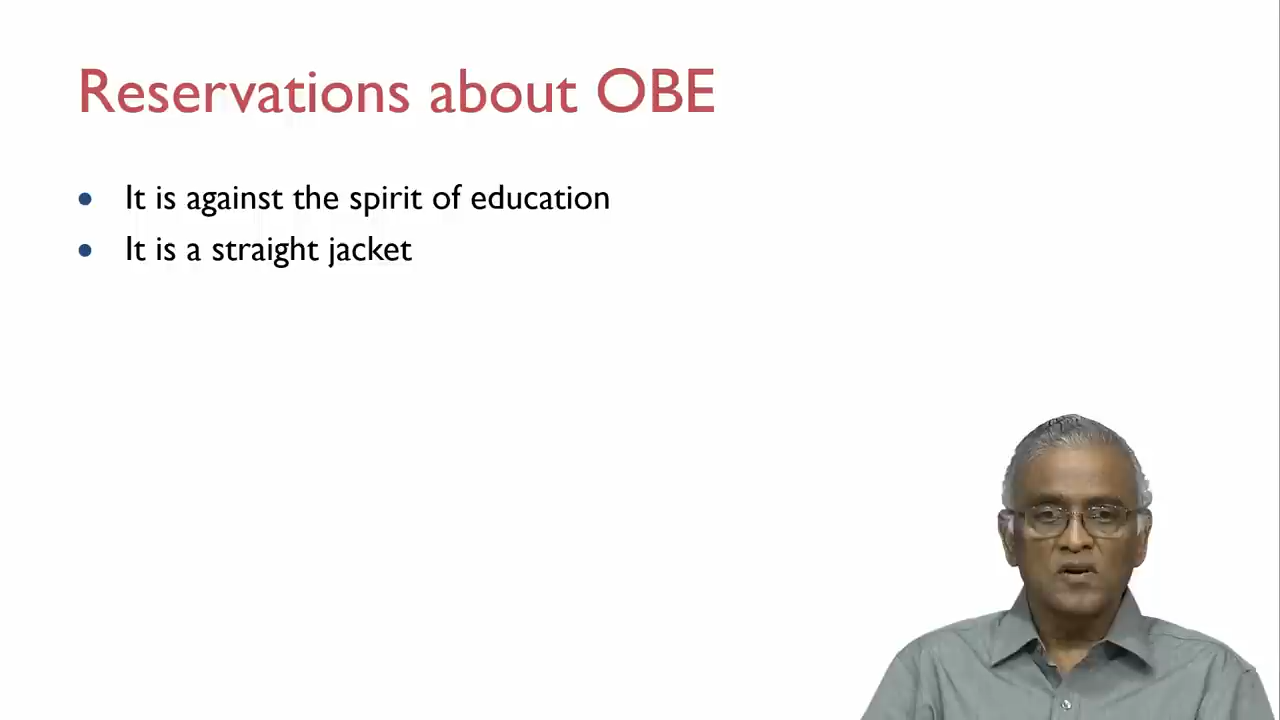 Reservations about OBE
• It is against the spirit of education
• It is a straight jacket